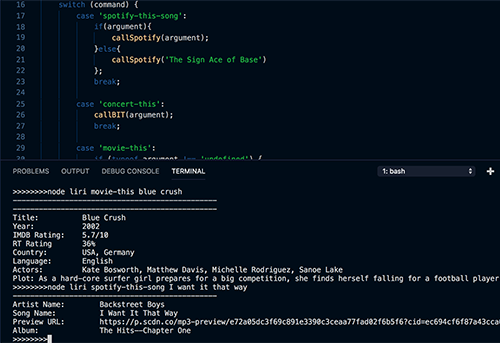 16 switch (command) {
17 case 'spotify-this-song':
18 if(argument){
19 callSpotify(argument);
20 }else{
21 callSpotify('The Sign Ace of Base')
22 };
23 break;
24
25 case 'concert-this':
26 callBIT(argument);
27 break;
28
29 case 'movie-this':
30 if (typeof argument !== 'undefined') {
PROBLEMS OUTPUT DEBUG CONSOLE TERMINAL 1: bash
>>>>>>>>node liri movie-this blue crush
Title: Blue Crush
Year: 2002
IMDB Rating: 5.7/10
RT Rating 36%
Country: USA, Germany
Language: English
Actors: Kate Bosworth, Matthew Davis, Michelle Rodriguez, Sanoe Lake
Plot: As a hard-core surfer girl prepares for a big competition, she finds herself falling for a football player
>>>>>>>>node liri spotify-this-song I want it that way
Artist Name: Backstreet Boys
Song Name: I Want It That Way
Preview URL: https://p.scdn.co/mp3-preview/e72a05dc3f69c891e3390c3ceaa77fad02f6b5f6?cid=ec694cf6f87a43cca
Album: The Hits--Chapter One
>>>>>>>>